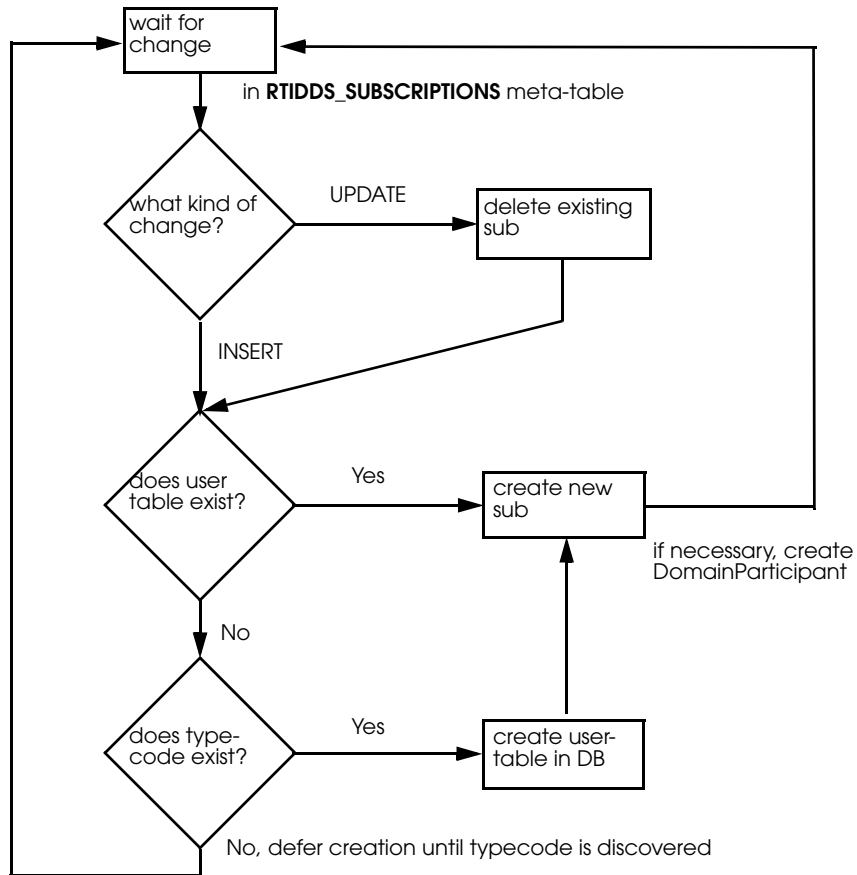 wait for
change
in RTIDDS_SUBSCRIPTIONS meta-table
what kind of
change?
UPDATE
delete existing
sub
INSERT
does user
table exist?
Yes
create new
sub
if necessary, create
DomainParticipant
No
does type-
code exist?
Yes
create user-
table in DB
No, defer creation until typecode is discovered